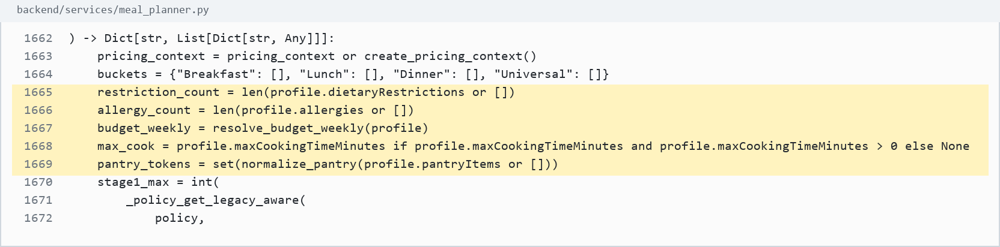 backend/services/meal_planner.py
1662 ) -> Dict[str, List[Dict[str, Any]]]:
1663     pricing_context = pricing_context or create_pricing_context()
1664     buckets = {"Breakfast": [], "Lunch": [], "Dinner": [], "Universal": []}
1665     restriction_count = len(profile.dietaryRestrictions or [])
1666     allergy_count = len(profile.allergies or [])
1667     budget_weekly = resolve_budget_weekly(profile)
1668     max_cook = profile.maxCookingTimeMinutes if profile.maxCookingTimeMinutes and profile.maxCookingTimeMinutes > 0 else None
1669     pantry_tokens = set(normalize_pantry(profile.pantryItems or []))
1670     stage1_max = int(
1671         _policy_get_legacy_aware(
1672             policy,